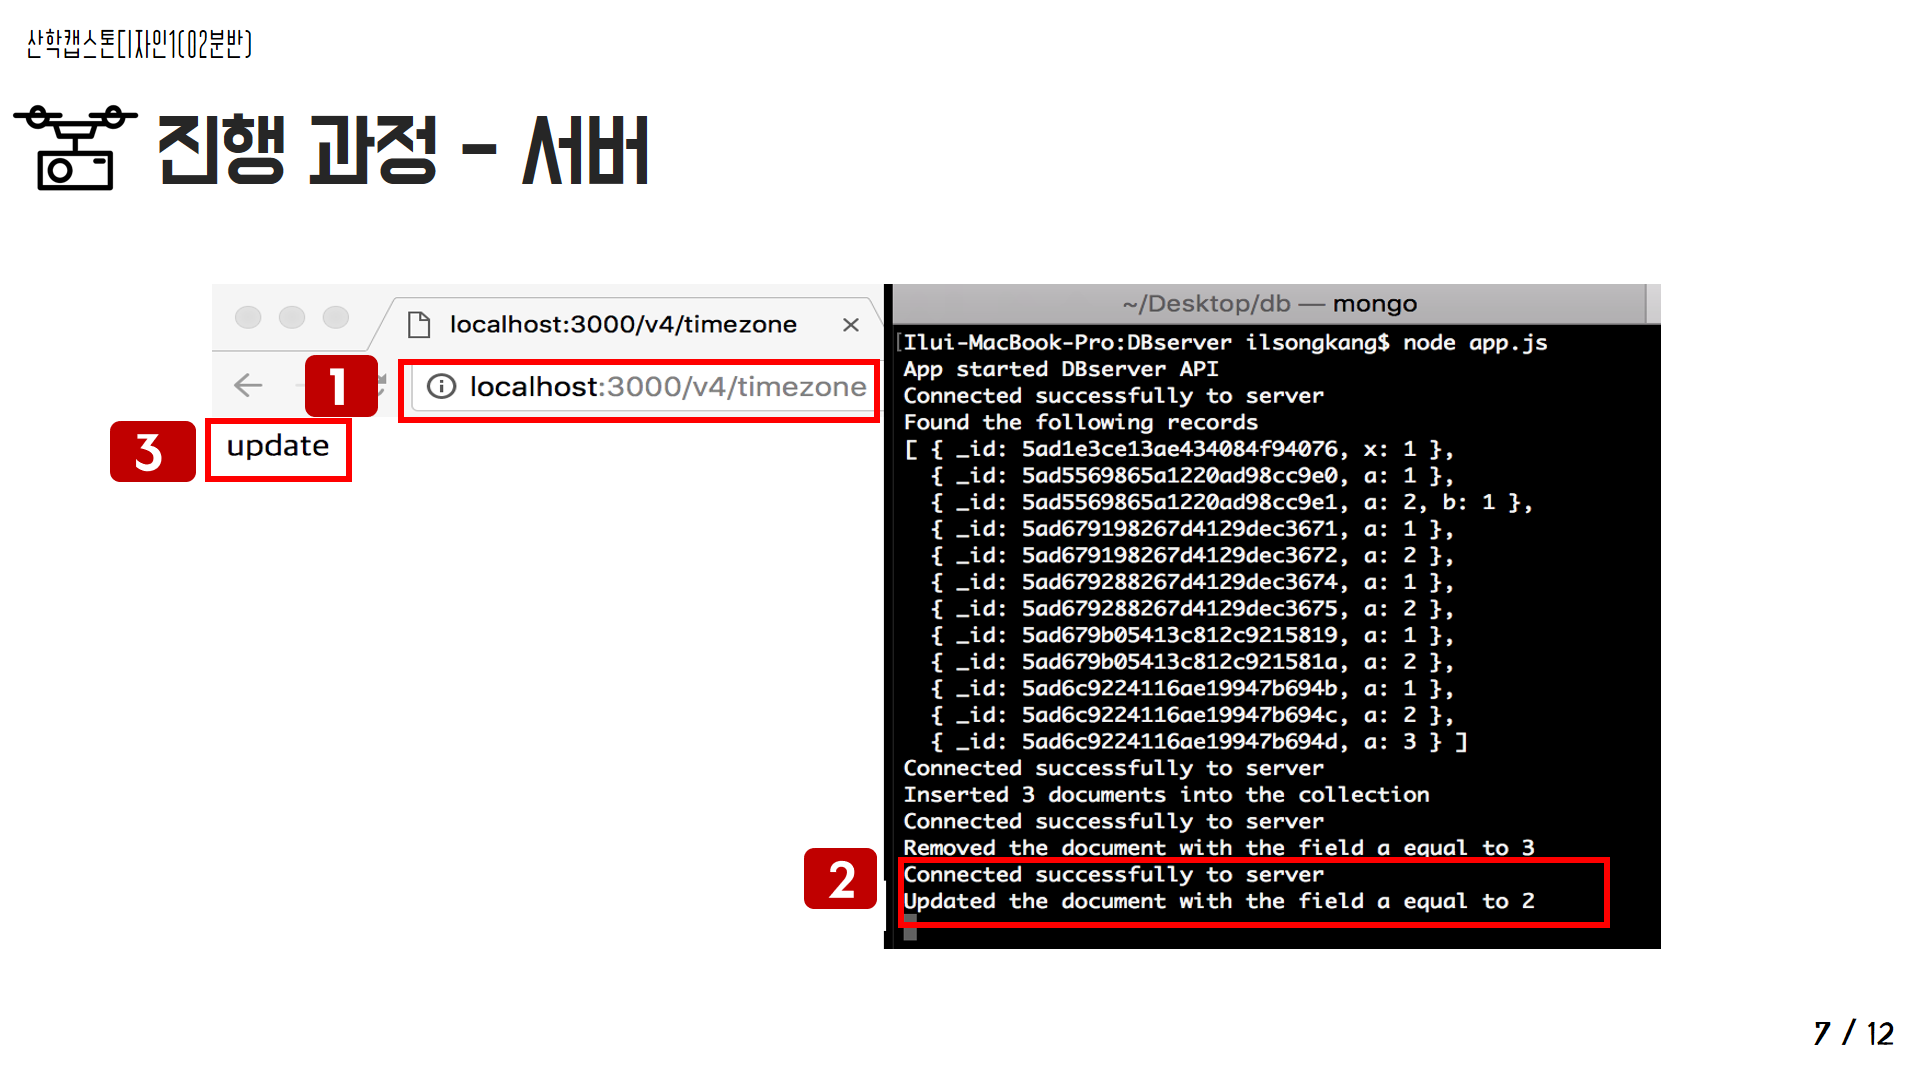 산학캡스톤디자인1(02분반)
진행 과정 - 서버
localhost:3000/v4/timezone
1
localhost:3000/v4/timezone
3
update
~/Desktop/db — mongo
[Ilui-MacBook-Pro:DBserver ilsongkang$ node app.js
App started DBserver API
Connected successfully to server
Found the following records
[ { _id: 5ad1e3ce13ae434084f94076, x: 1 },
{ _id: 5ad5569865a1220ad98cc9e0, a: 1 },
{ _id: 5ad5569865a1220ad98cc9e1, a: 2, b: 1 },
{ _id: 5ad679198267d4129dec3671, a: 1 },
{ _id: 5ad679198267d4129dec3672, a: 2 },
{ _id: 5ad679288267d4129dec3674, a: 1 },
{ _id: 5ad679288267d4129dec3675, a: 2 },
{ _id: 5ad679b05413c812c9215819, a: 1 },
{ _id: 5ad679b05413c812c921581a, a: 2 },
{ _id: 5ad6c9224116ae19947b694b, a: 1 },
{ _id: 5ad6c9224116ae19947b694c, a: 2 },
{ _id: 5ad6c9224116ae19947b694d, a: 3 } ]
Connected successfully to server
Inserted 3 documents into the collection
Connected successfully to server
Removed the document with the field a equal to 3
2
Connected successfully to server
Updated the document with the field a equal to 2
7 / 12